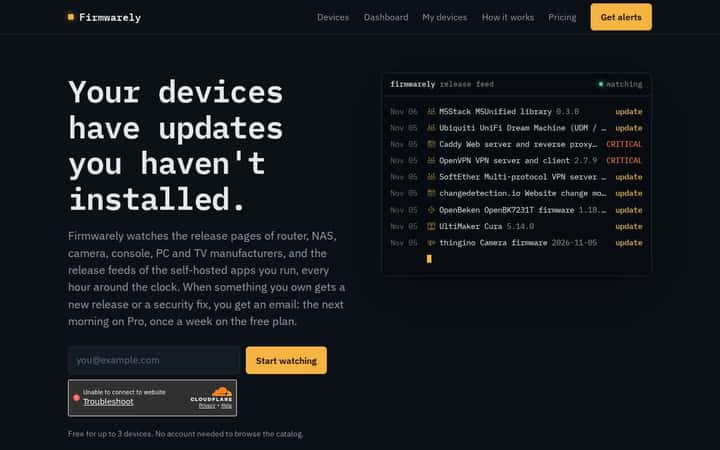 Firmwarely
Devices
Dashboard
My devices
How it works
Pricing
Get alerts
Your devices
have updates
you haven't
installed.
Firmwarely watches the release pages of router, NAS,
camera, console, PC and TV manufacturers, and the
release feeds of the self-hosted apps you run, every
hour around the clock. When something you own gets a
new release or a security fix, you get an email: the next
morning on Pro, once a week on the free plan.
you@example.com
Start watching
Unable to connect to website
Troubleshoot
CLOUDFLARE
Privacy • Help
Free for up to 3 devices. No account needed to browse the catalog.
firmwarely release feed
watching
Nov 06 M5Stack M5Unified library 0.3.0 update
Nov 05 Ubiquiti UniFi Dream Machine (UDM / … update
Nov 05 Caddy Web server and reverse proxy… CRITICAL
Nov 05 OpenVPN VPN server and client 2.7.9 CRITICAL
Nov 05 SoftEther Multi-protocol VPN server … update
Nov 05 changedetection.io Website change mo… update
Nov 05 OpenBeken OpenBK7231T firmware 1.18.… update
Nov 05 UltiMaker Cura 5.14.0 update
Nov 05 thingino Camera firmware 2026-11-05 update